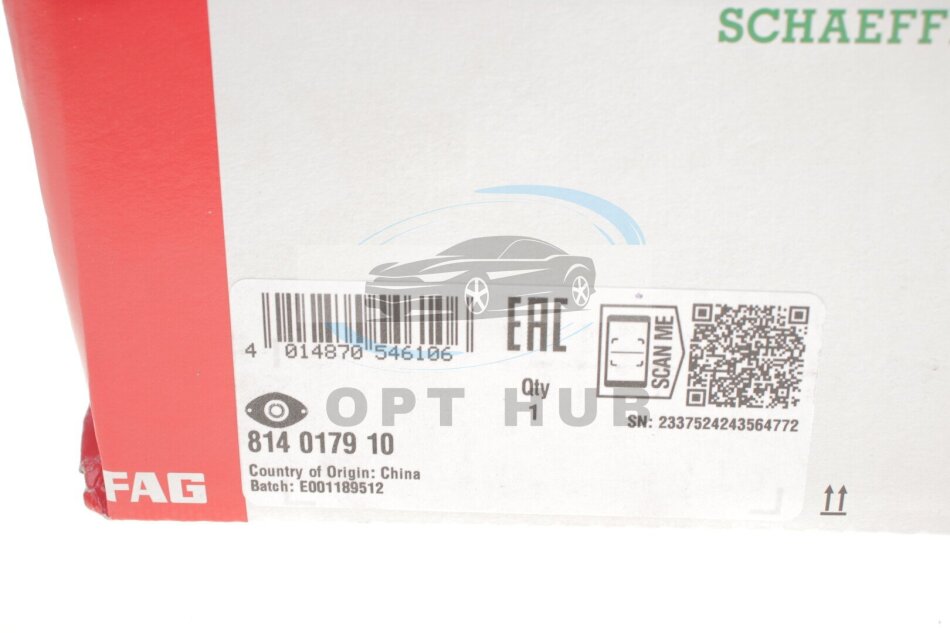 SCHAEFF
4 014870 546106
EAC
SCAN ME
Qty
1
OPT HUB
SN: 2337524243564772
814 0179 10
Country of Origin: China
Batch: E001189512
FAG